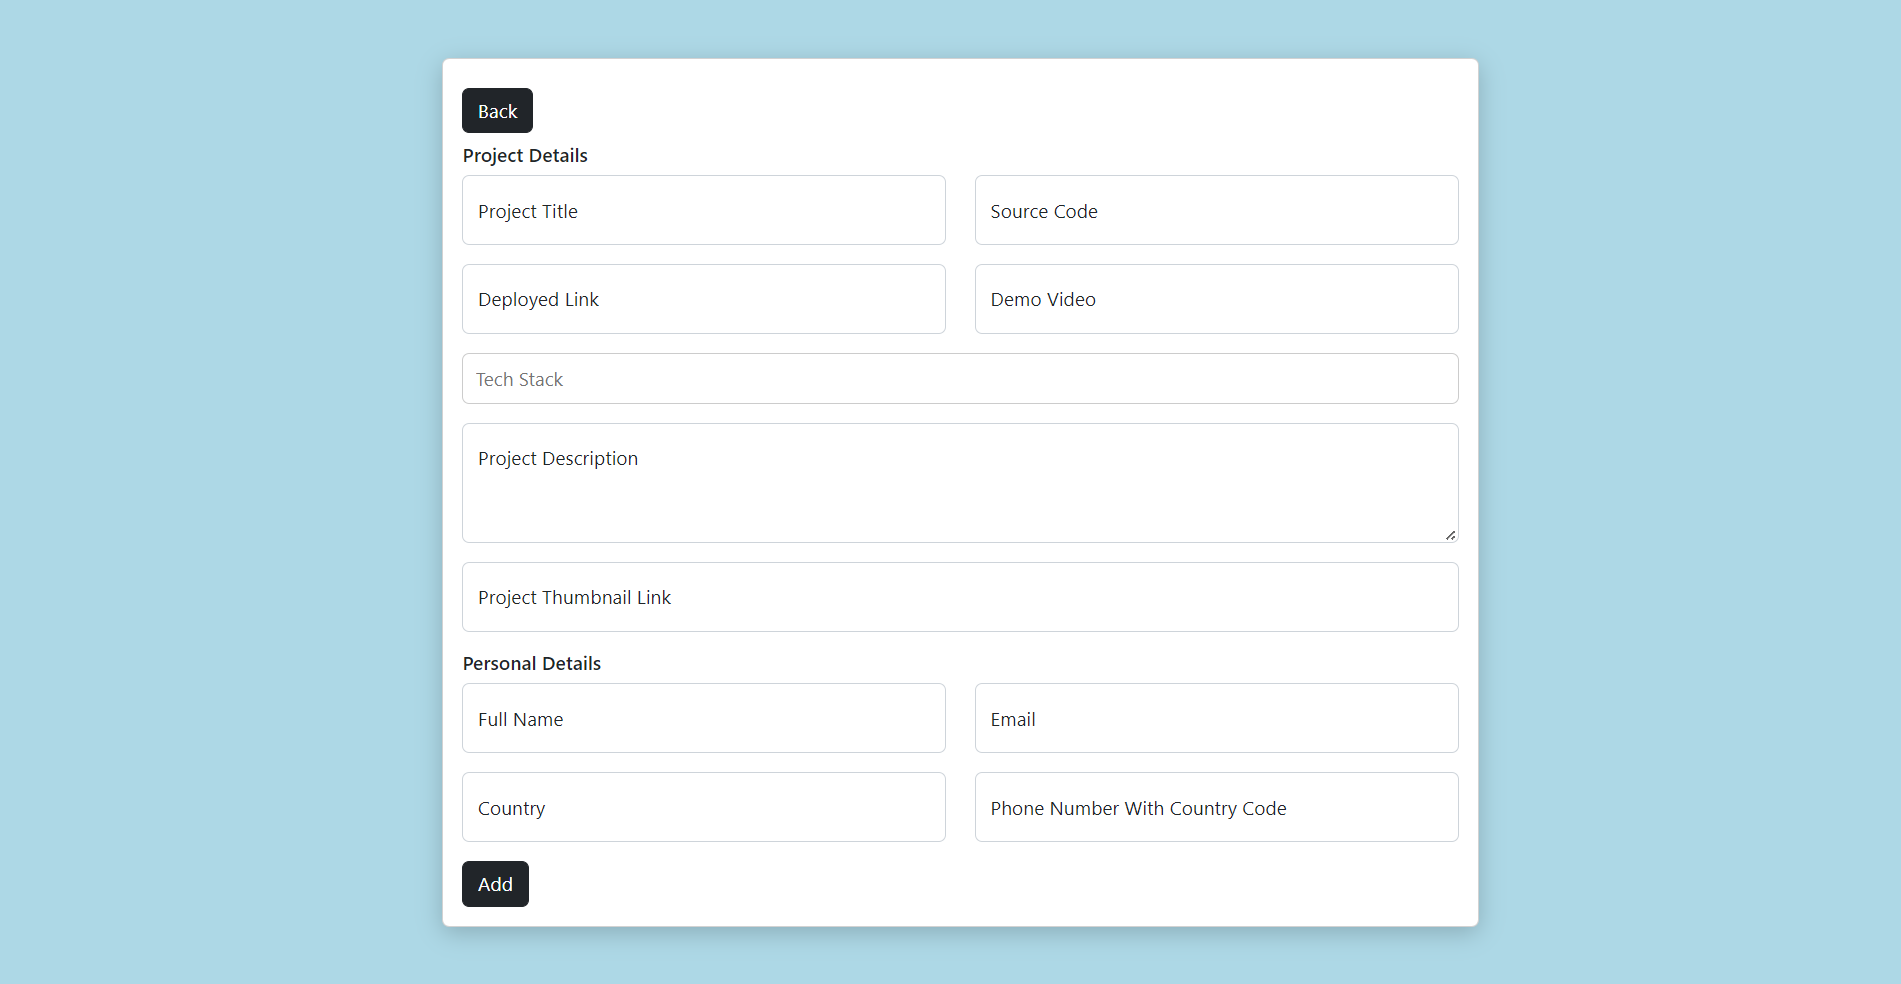 Back
Project Details
Project Title
Source Code
Deployed Link
Demo Video
Tech Stack
Project Description
Project Thumbnail Link
Personal Details
Full Name
Email
Country
Phone Number With Country Code
Add